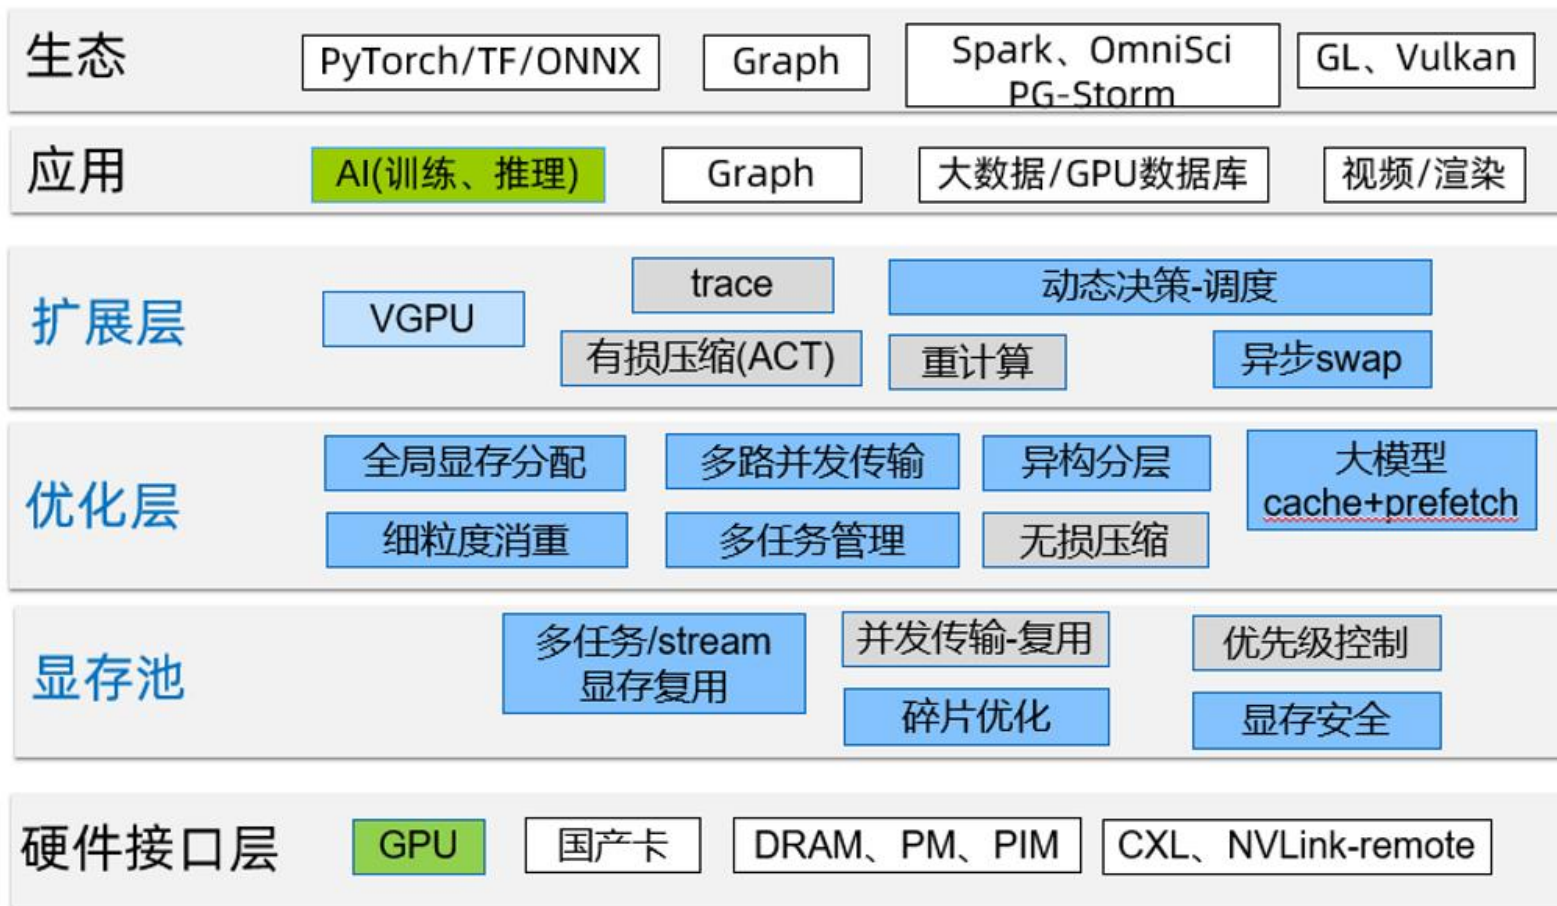 生态
PyTorch/TF/ONNX
Graph
Spark、OmniSci
PG-Storm
GL、Vulkan
应用
AI(训练、推理)
Graph
大数据/GPU数据库
视频/渲染
扩展层
VGPU
trace
动态决策-调度
有损压缩(ACT)
重计算
异步swap
优化层
全局显存分配
多路并发传输
异构分层
大模型
cache+prefetch
细粒度消重
多任务管理
无损压缩
显存池
多任务/stream
显存复用
并发传输-复用
优先级控制
碎片优化
显存安全
硬件接口层
GPU
国产卡
DRAM、PM、PIM
CXL、NVLink-remote